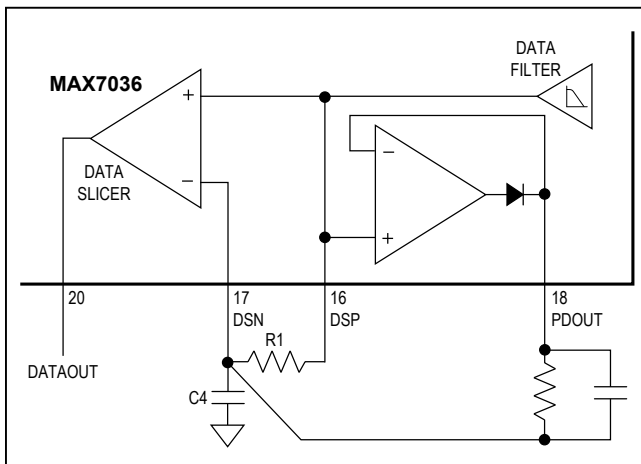 DATA
FILTER
MAX7036
+
−
DATA
SLICER
−
+
20
17
DSN
16
DSP
18
PDOUT
R1
DATAOUT
C4